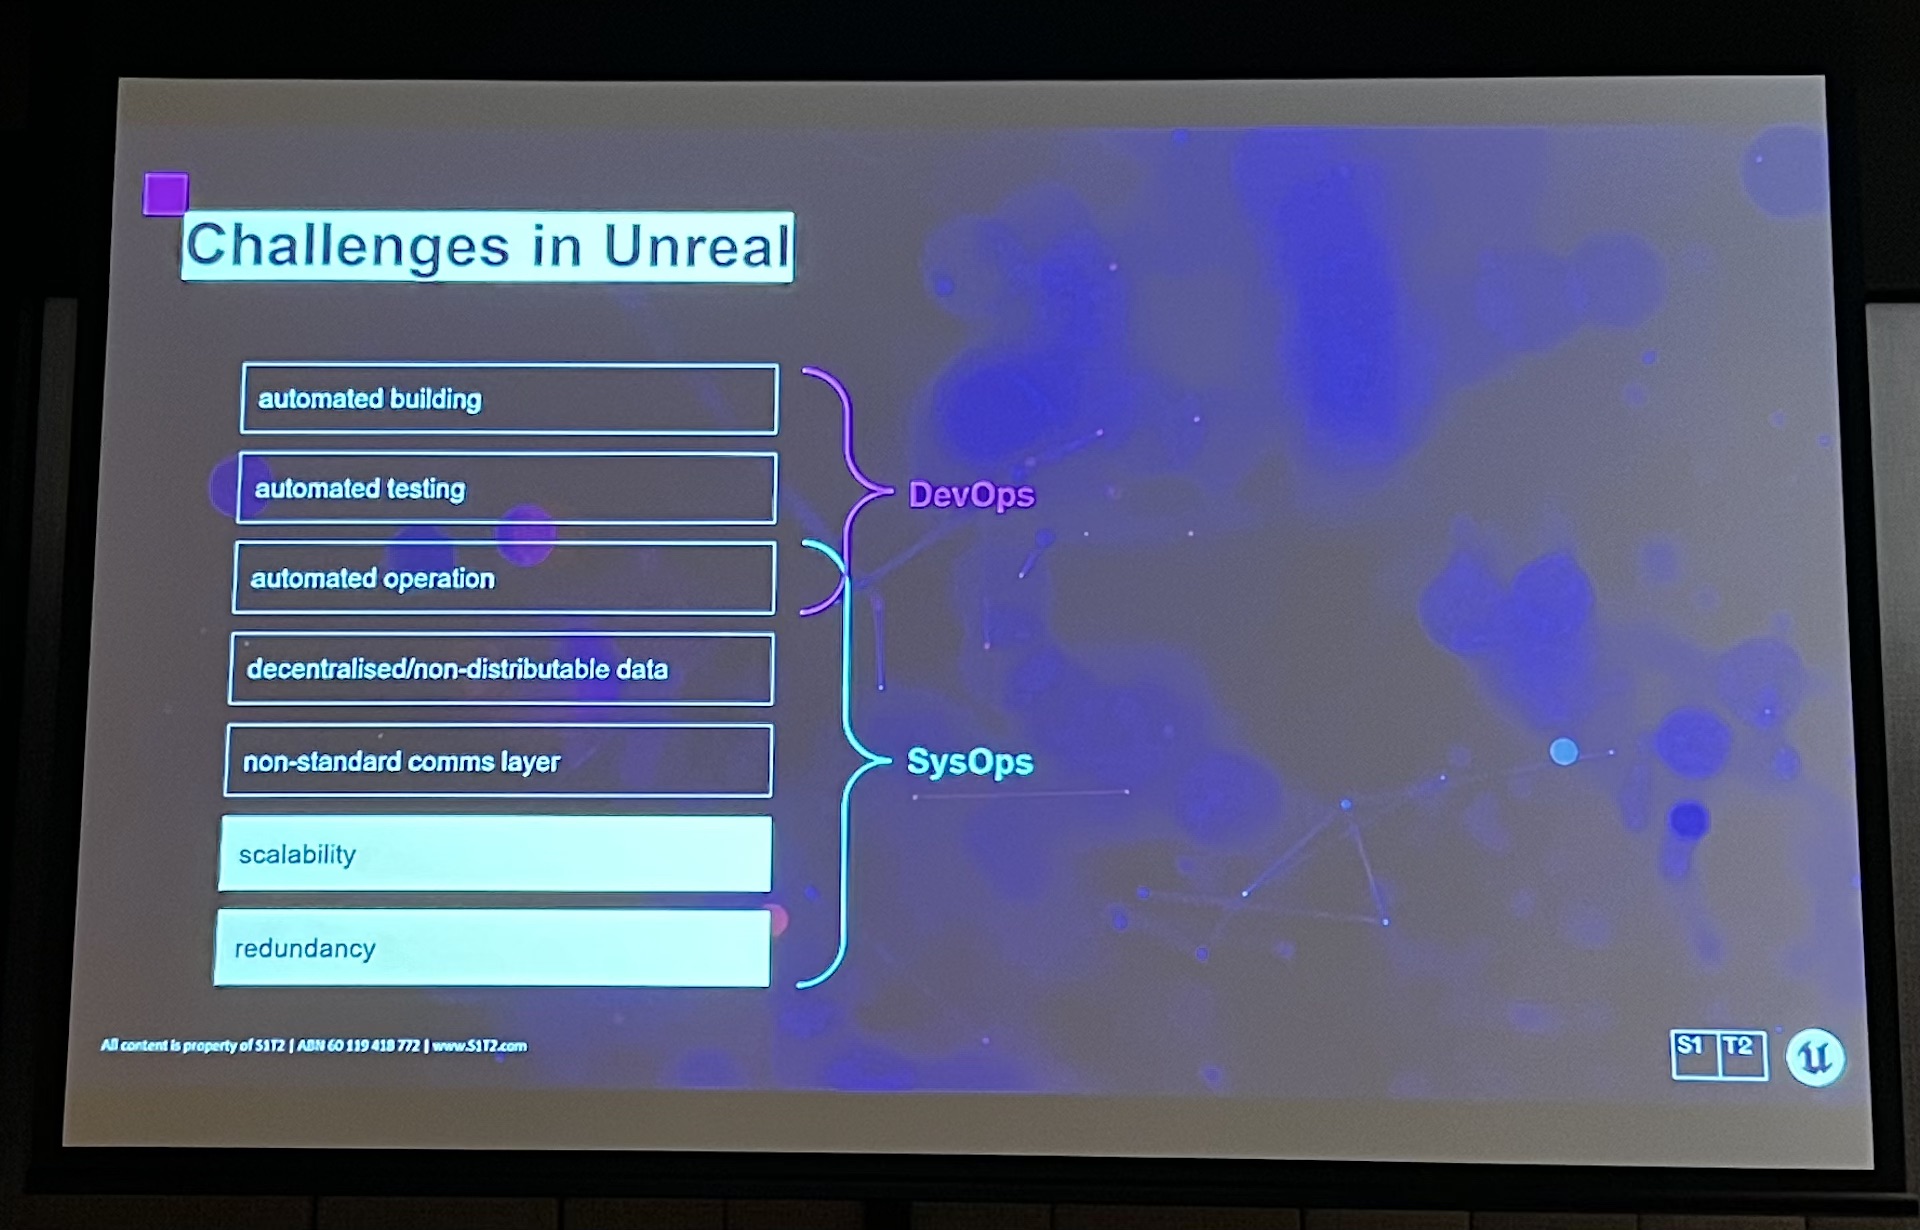 Challenges in Unreal
automated building
automated testing
automated operation
decentralised/non-distributable data
non-standard comms layer
scalability
redundancy
DevOps
SysOps
All content is property of S1T2 | ABN 60 119 418 772 | www.S1T2.com
S1 T2